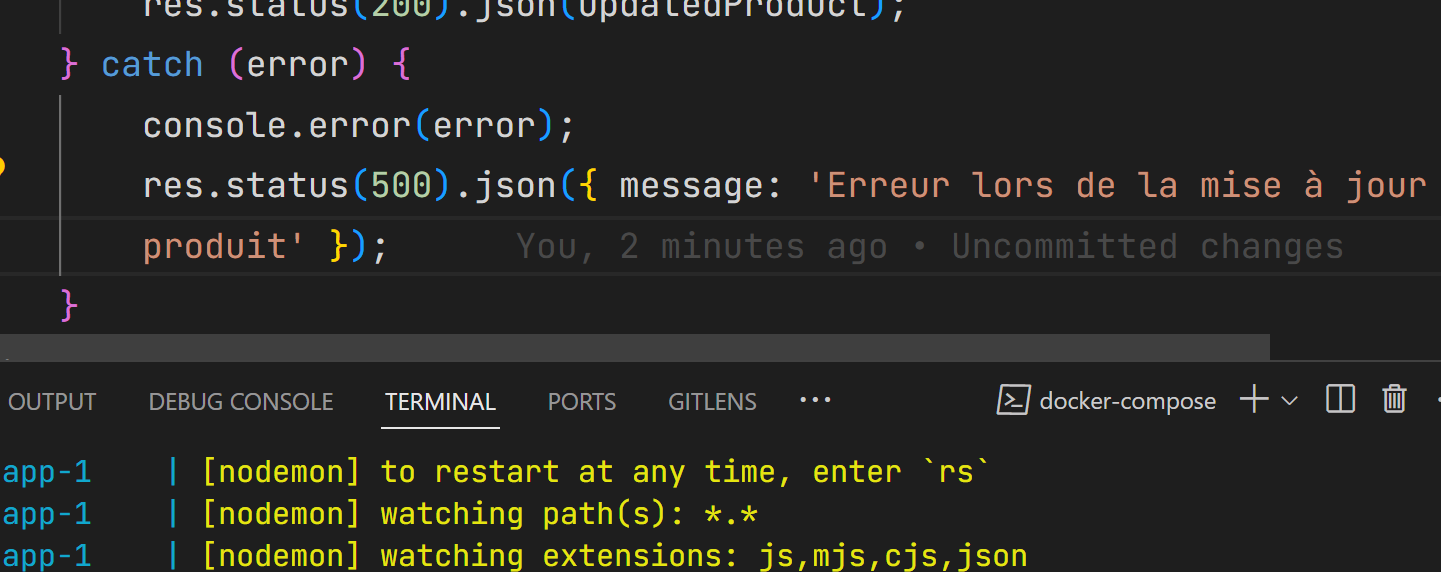 res.status(200).json(UpdatedProduct);
} catch (error) {
console.error(error);
res.status(500).json({ message: 'Erreur lors de la mise à jour
produit' });    You, 2 minutes ago • Uncommitted changes
}
OUTPUT DEBUG CONSOLE TERMINAL PORTS GITLENS ··· docker-compose
app-1 | [nodemon] to restart at any time, enter `rs`
app-1 | [nodemon] watching path(s): *.*
app-1 | [nodemon] watching extensions: js,mjs,cjs,json